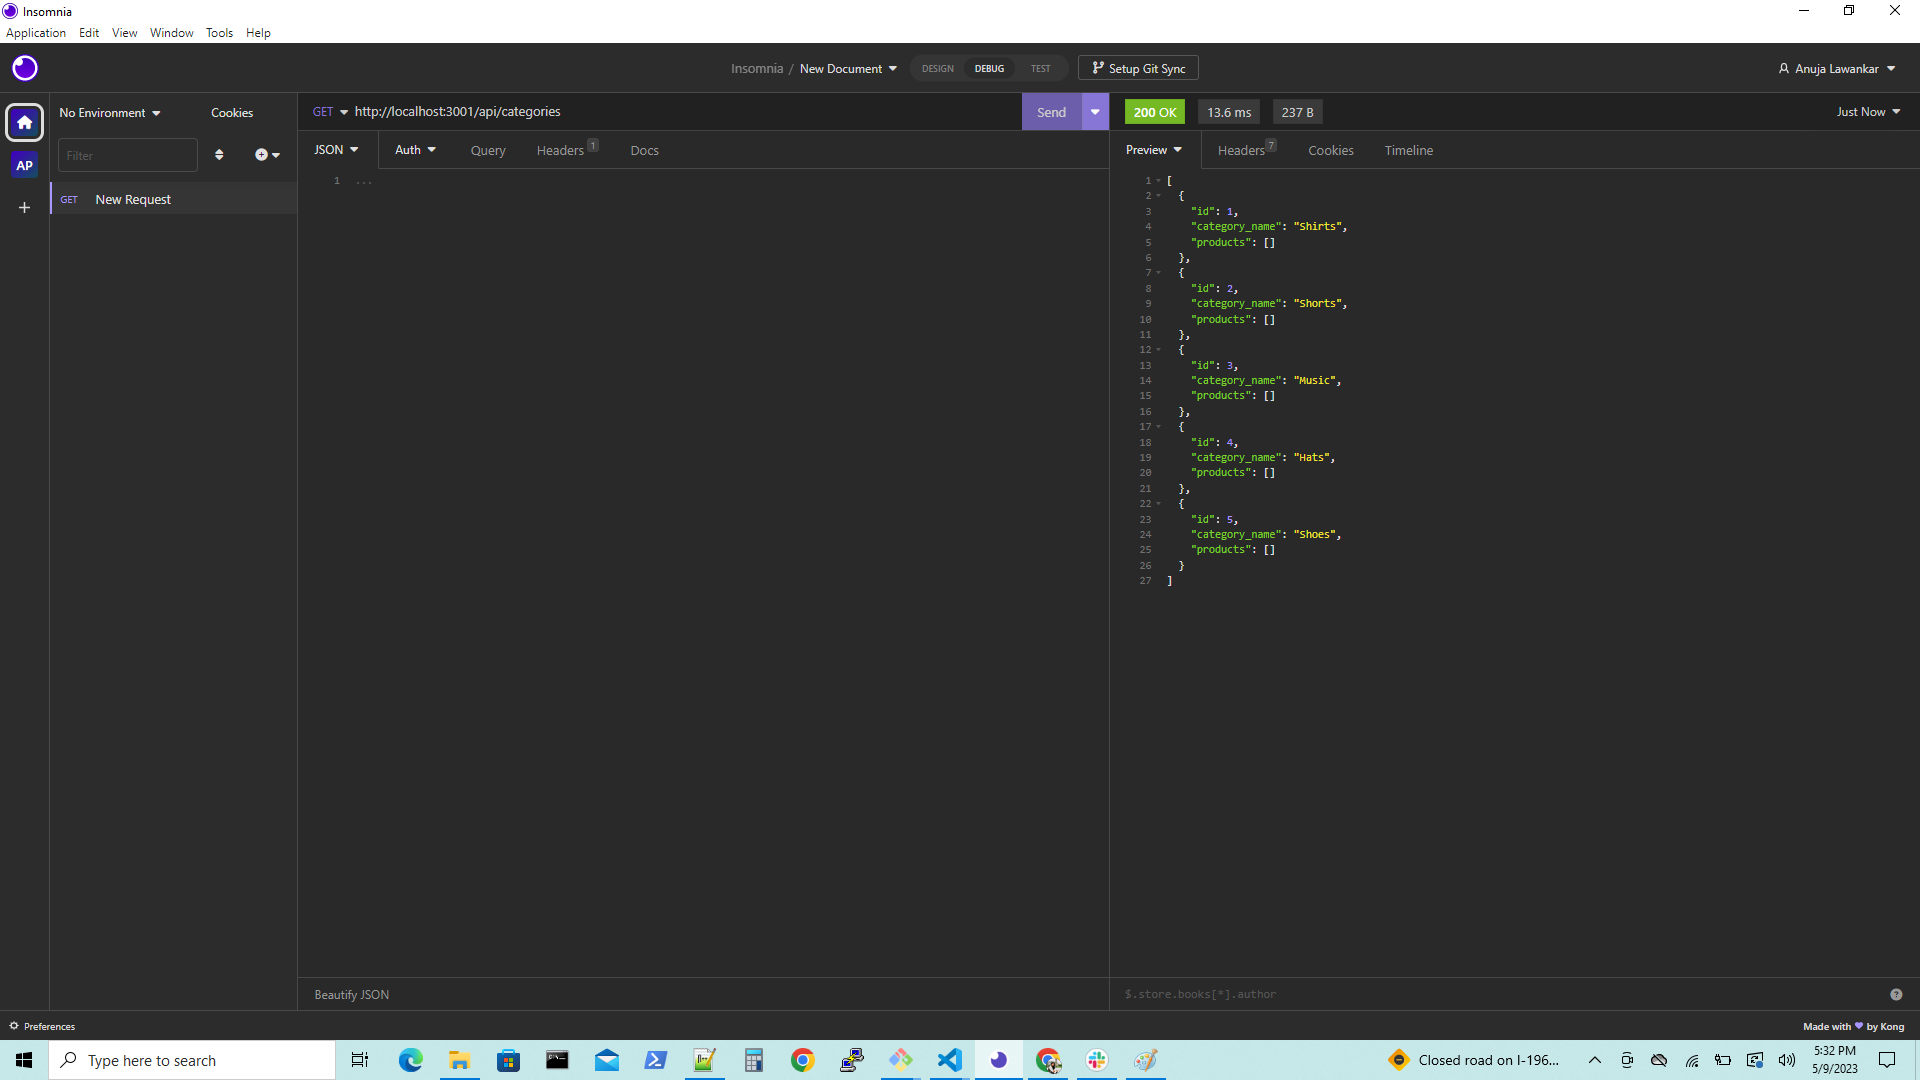 Insomnia
Application Edit View Window Tools Help
Insomnia / New Document DESIGN DEBUG TEST Setup Git Sync Anuja Lawankar
No Environment Cookies
GET http://localhost:3001/api/categories Send 200 OK 13.6 ms 237 B Just Now
AP
Filter
JSON Auth Query Headers 1 Docs
Preview Headers 7 Cookies Timeline
GET New Request
1 ...
1 [
2 {
3 "id": 1,
4 "category_name": "Shirts",
5 "products": []
6 },
7 {
8 "id": 2,
9 "category_name": "Shorts",
10 "products": []
11 },
12 {
13 "id": 3,
14 "category_name": "Music",
15 "products": []
16 },
17 {
18 "id": 4,
19 "category_name": "Hats",
20 "products": []
21 },
22 {
23 "id": 5,
24 "category_name": "Shoes",
25 "products": []
26 }
27 ]
Beautify JSON
$.store.books[*].author
Preferences
Made with by Kong
Type here to search
Closed road on I-196...
5:32 PM
5/9/2023